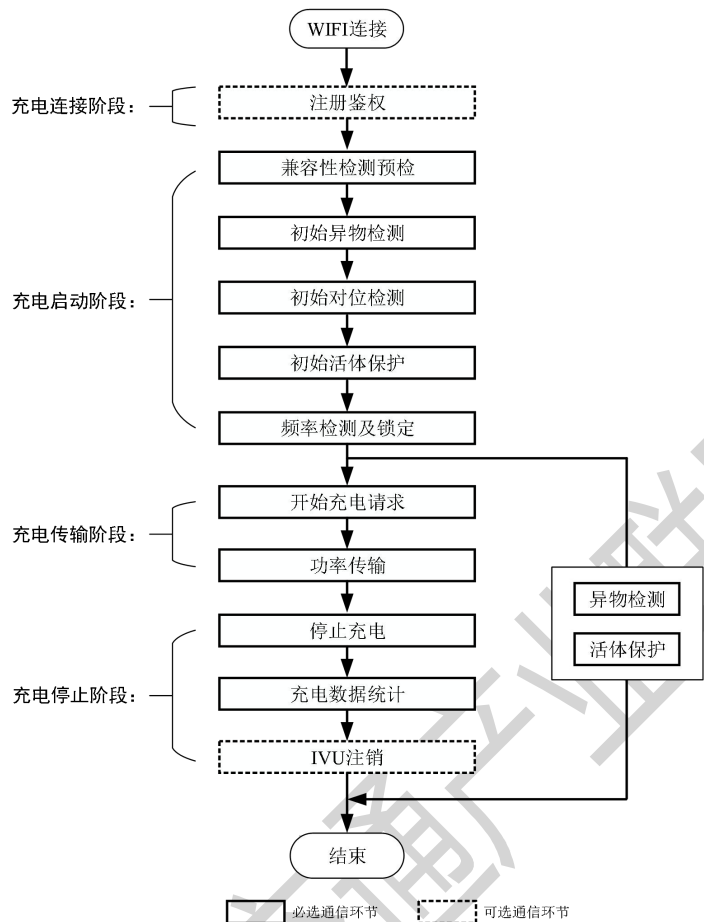 WIFI连接
充电连接阶段：
注册鉴权
兼容性检测预检
初始异物检测
充电启动阶段：
初始对位检测
初始活体保护
频率检测及锁定
开始充电请求
充电传输阶段：
功率传输
异物检测
停止充电
活体保护
充电停止阶段：
充电数据统计
IVU注销
结束
必选通信环节
可选通信环节
通产业联